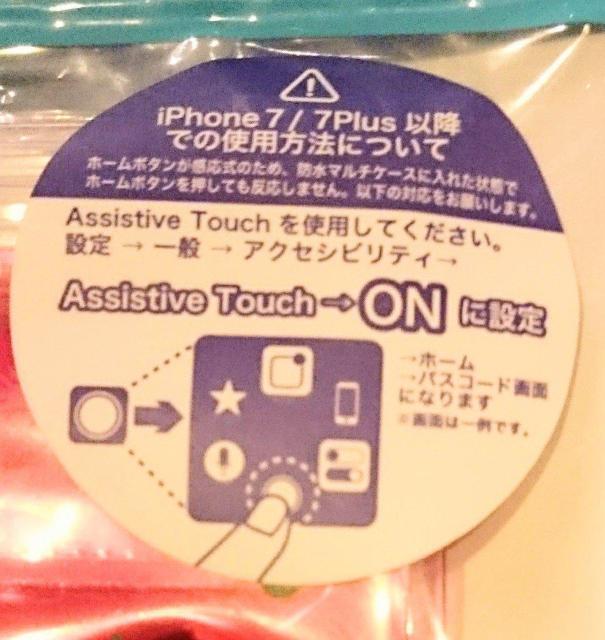 iPhone 7/ 7Plus 以降
での使用方法について
ホームボタンが感応式のため、防水マルチケースに入れた状態で
ホームボタンを押しても反応しません。以下の対応をお願いします。
Assistive Touch を使用してください。
設定 → 一般 → アクセシビリティ→
Assistive Touch⇒ONに設定
→ホーム
→パスコード画面
になります
※画面は一例です。